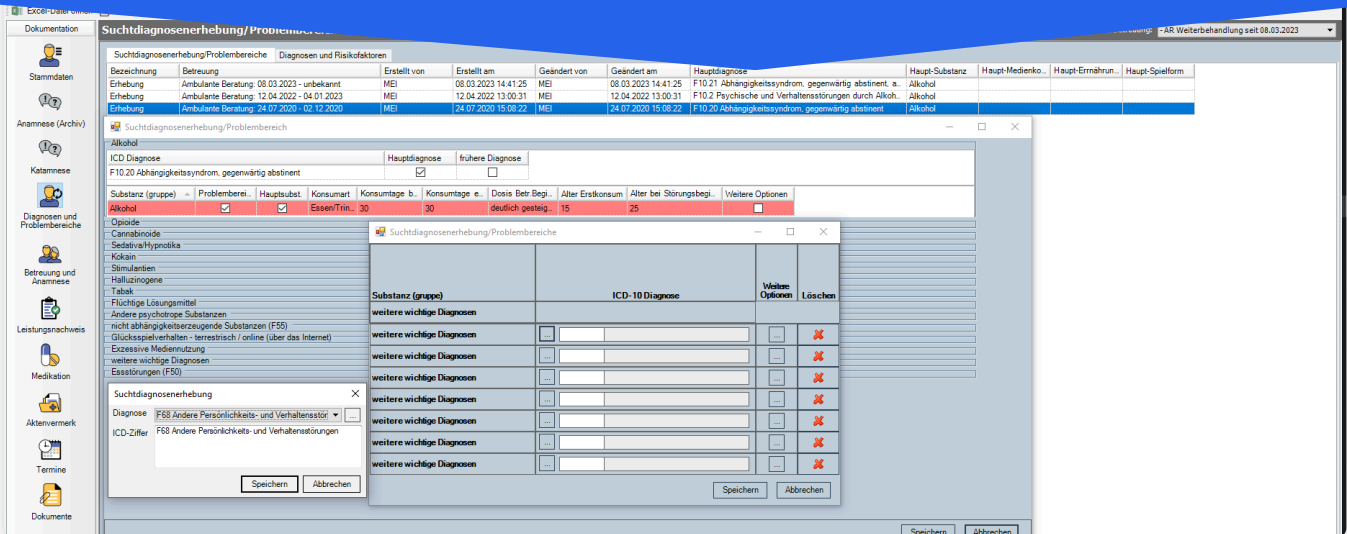 Excel-Datei öffnen
Dokumentation
Suchtdiagnosenerhebung/Problembere
- AR Weiterbehandlung seit 08.03.2023
Stammdaten
Anamnese (Archiv)
Katamnese
Diagnosen und
Problembereiche
Betreuung und
Anamnese
Leistungsnachweis
Medikation
Aktenvermerk
Termine
Dokumente
Suchtdiagnosenerhebung/Problembereiche Diagnosen und Risikofaktoren
Bezeichnung Betreuung Erstellt von Erstellt am Geändert von Geändert am Hauptdiagnose Haupt-Substanz Haupt-Medienko.. Haupt-Ernährun.. Haupt-Spielform
Erhebung Ambulante Beratung: 08.03.2023 - unbekannt MEI 08.03.2023 14:41:25 MEI 08.03.2023 14:41:25 F10.21 Abhängigkeitssyndrom, gegenwärtig abstinent, a.. Alkohol
Erhebung Ambulante Beratung: 12.04.2022 - 04.01.2023 MEI 12.04.2022 13:00:31 MEI 12.04.2022 13:00:31 F10.2 Psychische und Verhaltensstörungen durch Alkoh.. Alkohol
Erhebung Ambulante Beratung: 24.07.2020 - 02.12.2020 MEI 24.07.2020 15:08:22 MEI 24.07.2020 15:08:22 F10.20 Abhängigkeitssyndrom, gegenwärtig abstinent Alkohol
Suchtdiagnosenerhebung/Problembereich
Alkohol
ICD Diagnose Hauptdiagnose frühere Diagnose
F10.20 Abhängigkeitssyndrom, gegenwärtig abstinent
Substanz (gruppe) Problemberei.. Hauptsubst. Konsumart Konsumtage b.. Konsumtage e.. Dosis Betr.Begi.. Alter Erstkonsum Alter bei Störungsbegi.. Weitere Optionen
Alkohol Essen/Trin.. 30 30 deutlich gesteig.. 15 25
Opioide
Cannabinoide
Sedativa/Hypnotika
Kokain
Stimulantien
Halluzinogene
Tabak
Flüchtige Lösungsmittel
Andere psychotrope Substanzen
nicht abhängigkeitserzeugende Substanzen (F55)
Glücksspielverhalten - terrestrisch / online (über das Internet)
Exzessive Mediennutzung
weitere wichtige Diagnosen
Essstörungen (F50)
Suchtdiagnosenerhebung/Problembereiche
Substanz (gruppe) ICD-10 Diagnose Weitere Optionen Löschen
weitere wichtige Diagnosen
weitere wichtige Diagnosen ... ...
weitere wichtige Diagnosen ... ...
weitere wichtige Diagnosen ... ...
weitere wichtige Diagnosen ... ...
weitere wichtige Diagnosen ... ...
weitere wichtige Diagnosen ... ...
weitere wichtige Diagnosen ... ...
Speichern Abbrechen
Suchtdiagnosenerhebung
Diagnose F68 Andere Persönlichkeits- und Verhaltensstör ...
ICD-Ziffer F68 Andere Persönlichkeits- und Verhaltensstörungen
Speichern Abbrechen
Speichern Abbrechen